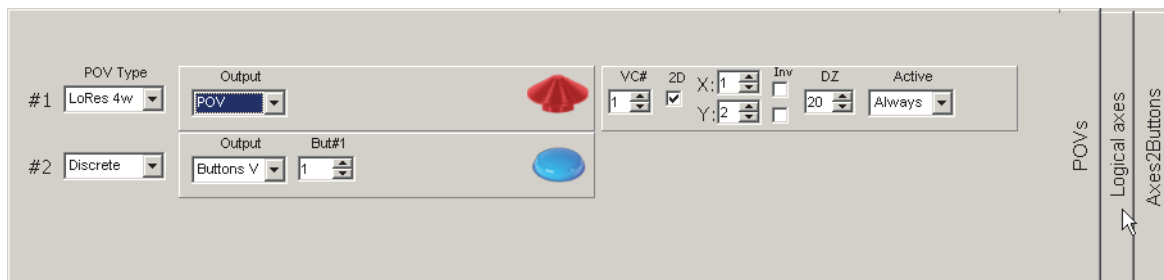 POV Type Output VC# 2D X: 1 Inv DZ Active
#1 LoRes 4w POV 1 Y: 2 20 Always
Output But#1
#2 Discrete Buttons V 1
POVs
Logical axes
Axes2Buttons